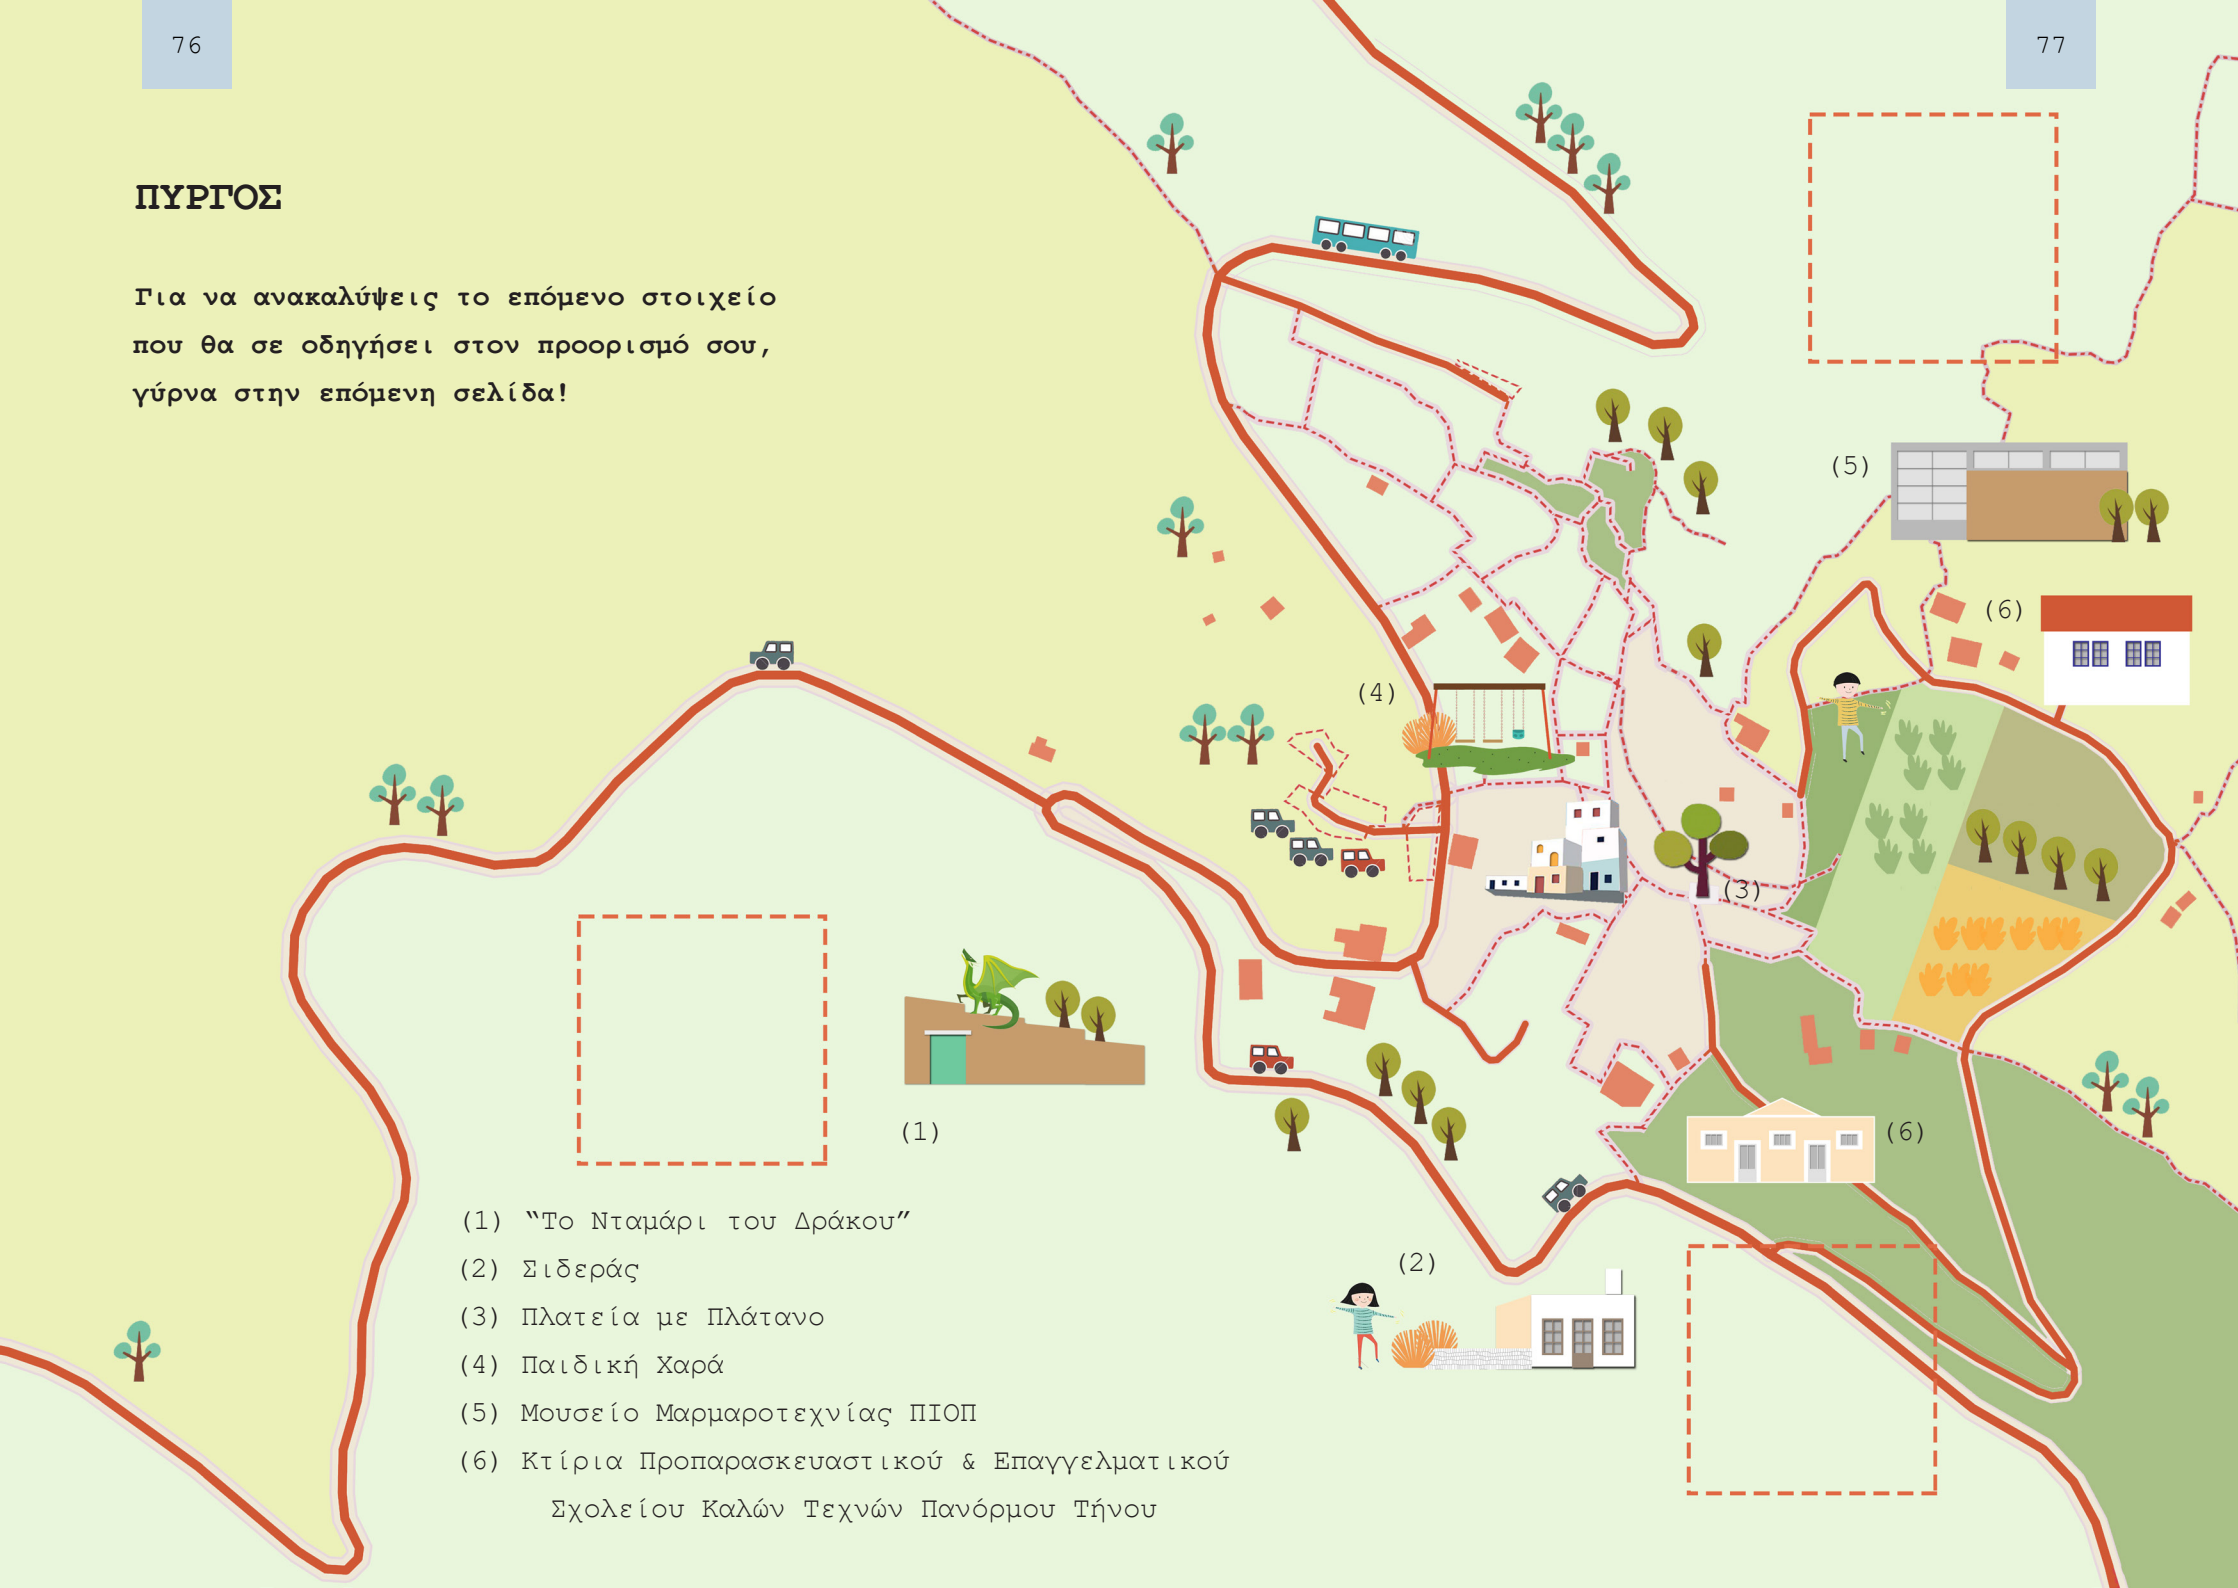 76
77
ΠΥΡΓΟΣ
Για να ανακαλύψεις το επόμενο στοιχείο
που θα σε οδηγήσει στον προορισμό σου,
γύρνα στην επόμενη σελίδα!
(5)
(6)
(4)
(3)
(1)
(6)
(2)
(1) “Το Νταμάρι του Δράκου”
(2) Σιδεράς
(3) Πλατεία με Πλάτανο
(4) Παιδική Χαρά
(5) Μουσείο Μαρμαροτεχνίας ΠΙΟΠ
(6) Κτίρια Προπαρασκευαστικού & Επαγγελματικού
Σχολείου Καλών Τεχνών Πανόρμου Τήνου